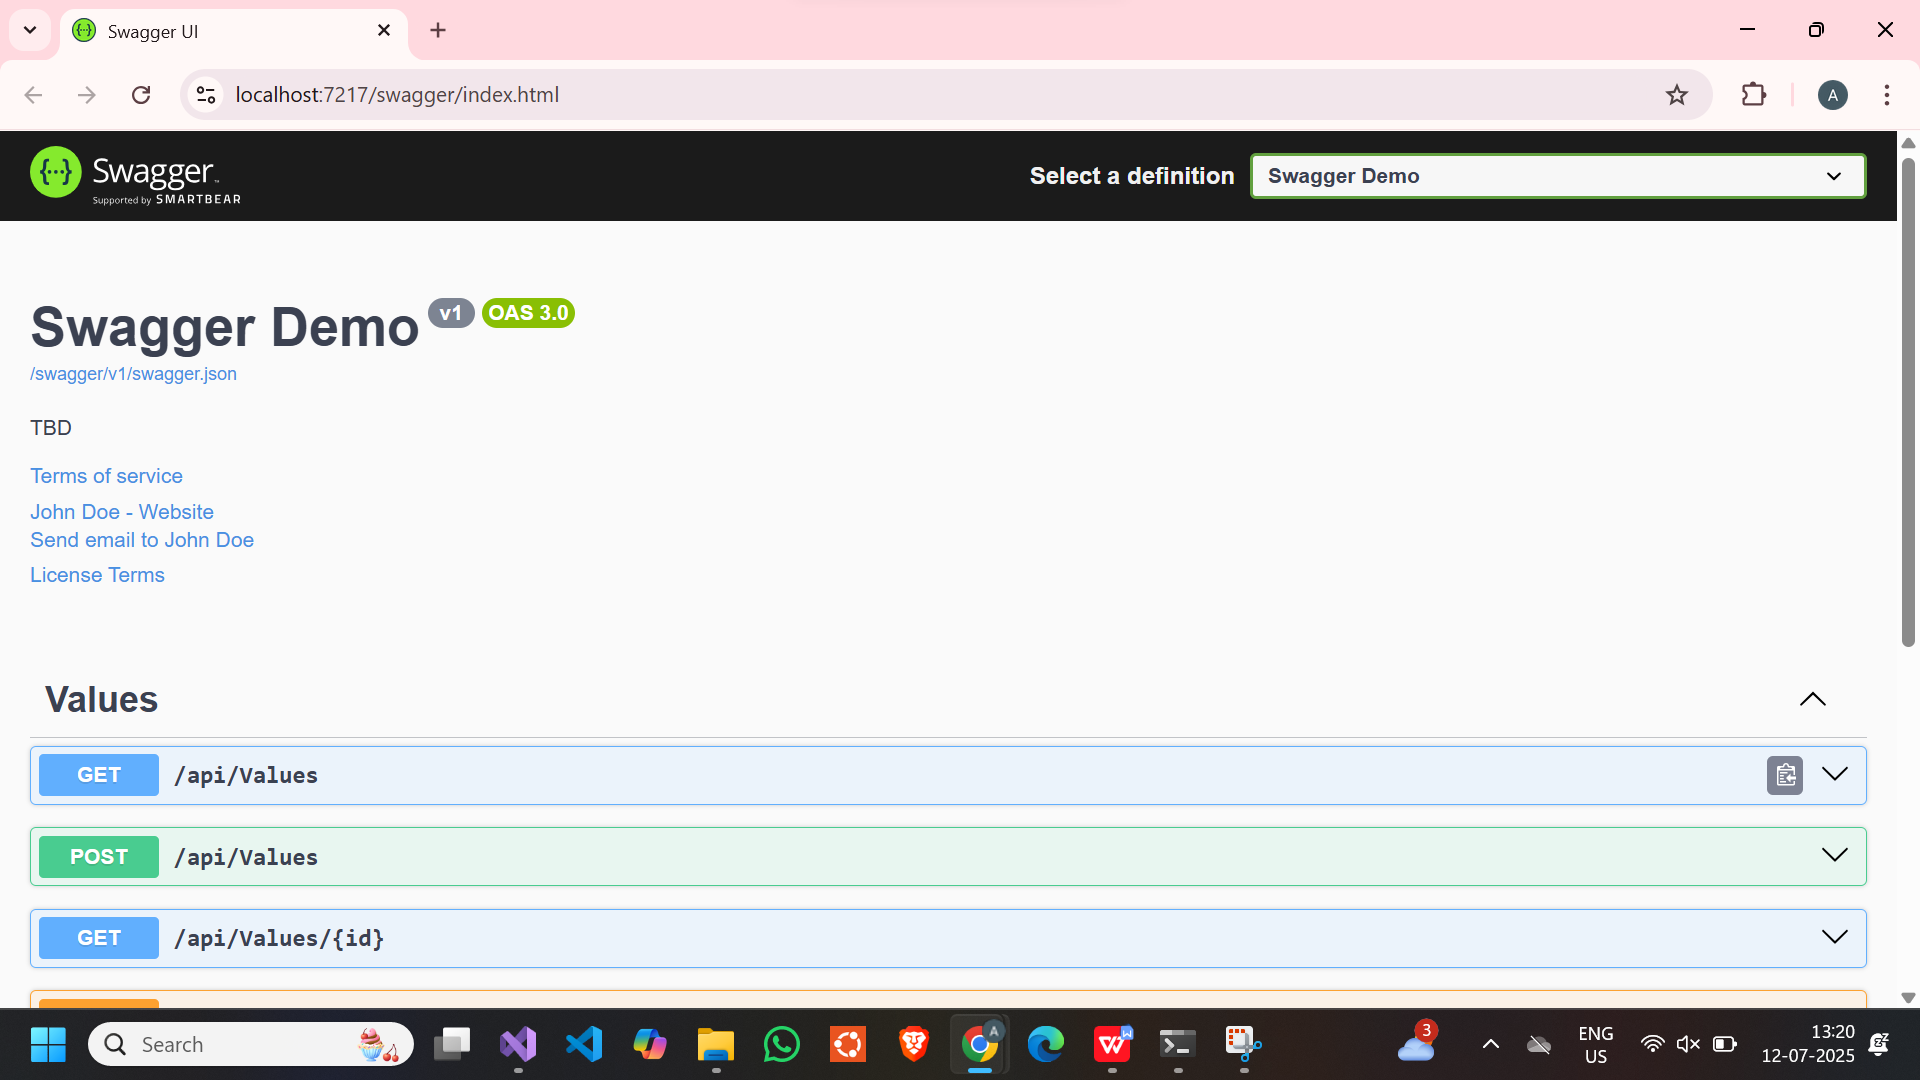 Swagger UI
localhost:7217/swagger/index.html
A
Swagger
Supported by SMARTBEAR
Select a definition
Swagger Demo
Swagger Demo v1 OAS 3.0
/swagger/v1/swagger.json
TBD
Terms of service
John Doe - Website
Send email to John Doe
License Terms
Values
GET /api/Values
POST /api/Values
GET /api/Values/{id}
Search
A
W
3
ENG
US
13:20
12-07-2025